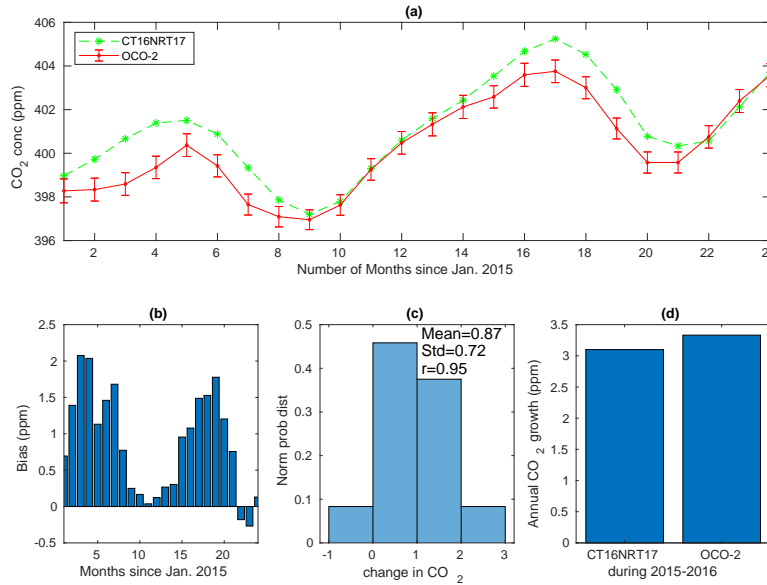 (a)
406
404
402
400
398
396
CO2 conc (ppm)
CT16NRT17
OCO-2
2 4 6 8 10 12 14 16 18 20 22
Number of Months since Jan. 2015
(b)
2.5
2
1.5
1
0.5
0
-0.5
Bias (ppm)
5 10 15 20
Months since Jan. 2015
(c)
0.5
0.4
0.3
0.2
0.1
0
Norm prob dist
Mean=0.87
Std=0.72
r=0.95
-1 0 1 2 3
change in CO 2
(d)
3.5
3
2.5
2
1.5
1
0.5
0
Annual CO 2 growth (ppm)
CT16NRT17 OCO-2
during 2015-2016